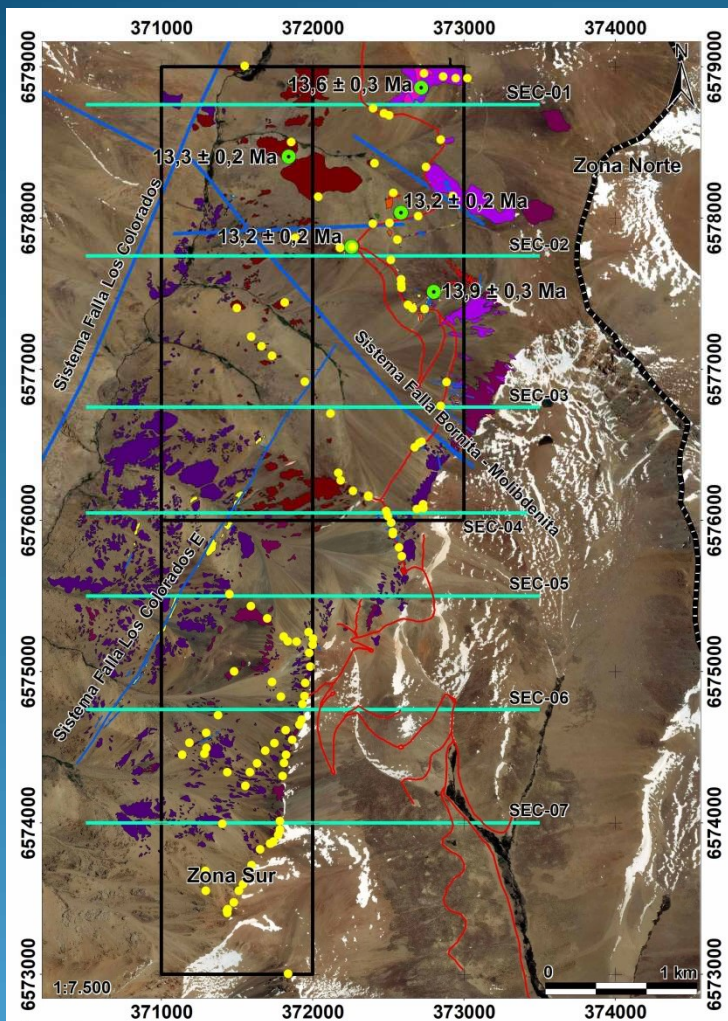 371000 372000 373000 374000
6579000
6578000
6577000
6576000
6575000
6574000
6573000
N
13,6 ± 0,3 Ma
SEC-01
13,3 ± 0,2 Ma
Zona Norte
13,2 ± 0,2 Ma
13,2 ± 0,2 Ma
SEC-02
13,9 ± 0,3 Ma
Sistema Falla Los Colorados
Sistema Falla Bornita - Molibdenita
SEC-03
SEC-04
SEC-05
Sistema Falla Los Colorados E
SEC-06
SEC-07
Zona Sur
1:7.500
0 1 km
6579000
6578000
6577000
6576000
6575000
6574000
6573000
371000 372000 373000 374000